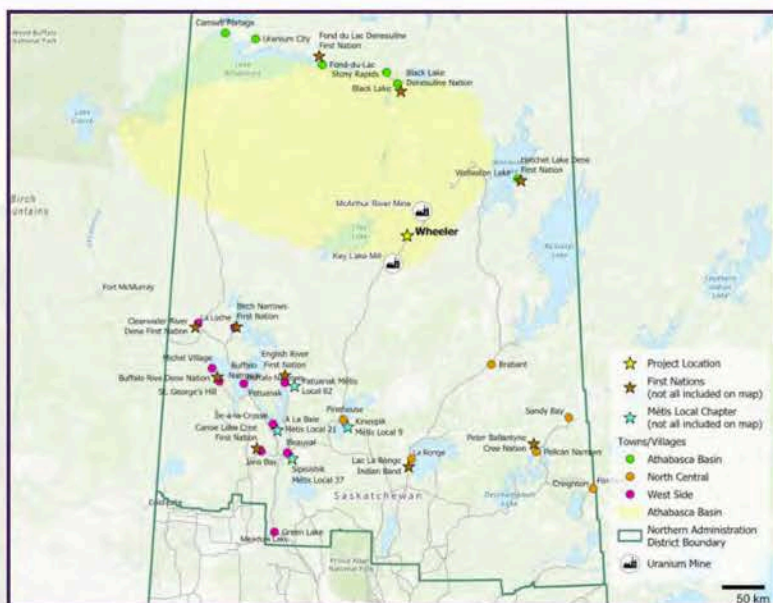 Camsell Portage
Uranium City
Fond du Lac Denesuline
First Nation
Fond-du-Lac
Stony Rapids
Black Lake
Denesuline Nation
Black Lake
Lake
Hatchet Lake Dene
First Nation
Wollaston Lake
McArthur River Mine
Wheeler
Key Lake Mill
Birch
Mountains
Fort McMurray
La Loche
Clearwater River
Dene First Nation
Birch Narrows
First Nation
Michel Village
Buffalo River Dene Nation
St. George's Hill
Buffalo
English River
First Nation
Patuanak Métis
Local 82
Patuanak
Brabant
Île-à-la-Crosse
A La Baie
Métis Local 21
Pinehouse
Kineepik
Métis Local 9
Canoe Lake Cree
First Nation
Jans Bay
Beauval
Sipisishik
Métis Local 37
Lac La Ronge
Indian Band
La Ronge
Sandy Bay
Peter Ballantyne
Cree Nation
Pelican Narrows
Creighton
Saskatchewan
Cold Lake
Green Lake
Meadow Lake
Prince Albert
National Park
Project Location
First Nations
(not all included on map)
Métis Local Chapter
(not all included on map)
Towns/Villages
Athabasca Basin
North Central
West Side
Athabasca Basin
Northern Administration
District Boundary
Uranium Mine
50 km